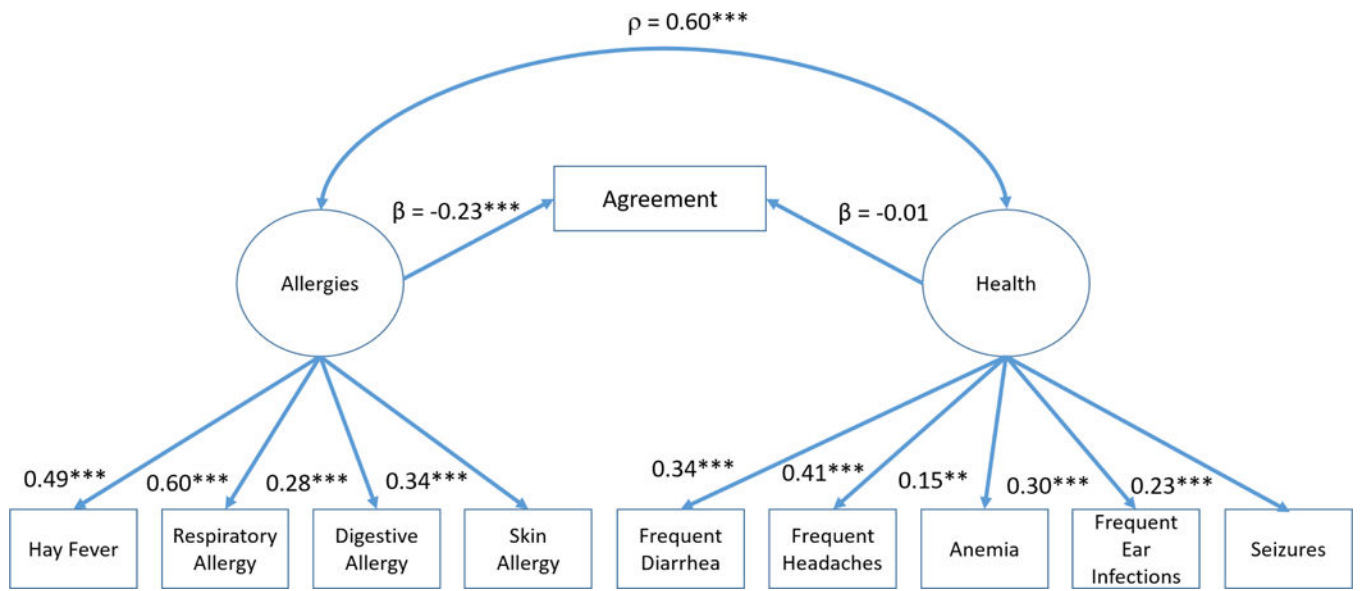 ρ = 0.60***
Agreement
β = -0.23***
β = -0.01
Allergies
Health
0.49***
0.60***
0.28***
0.34***
0.34***
0.41***
0.15**
0.30***
0.23***
Hay Fever
Respiratory
Allergy
Digestive
Allergy
Skin
Allergy
Frequent
Diarrhea
Frequent
Headaches
Anemia
Frequent
Ear
Infections
Seizures